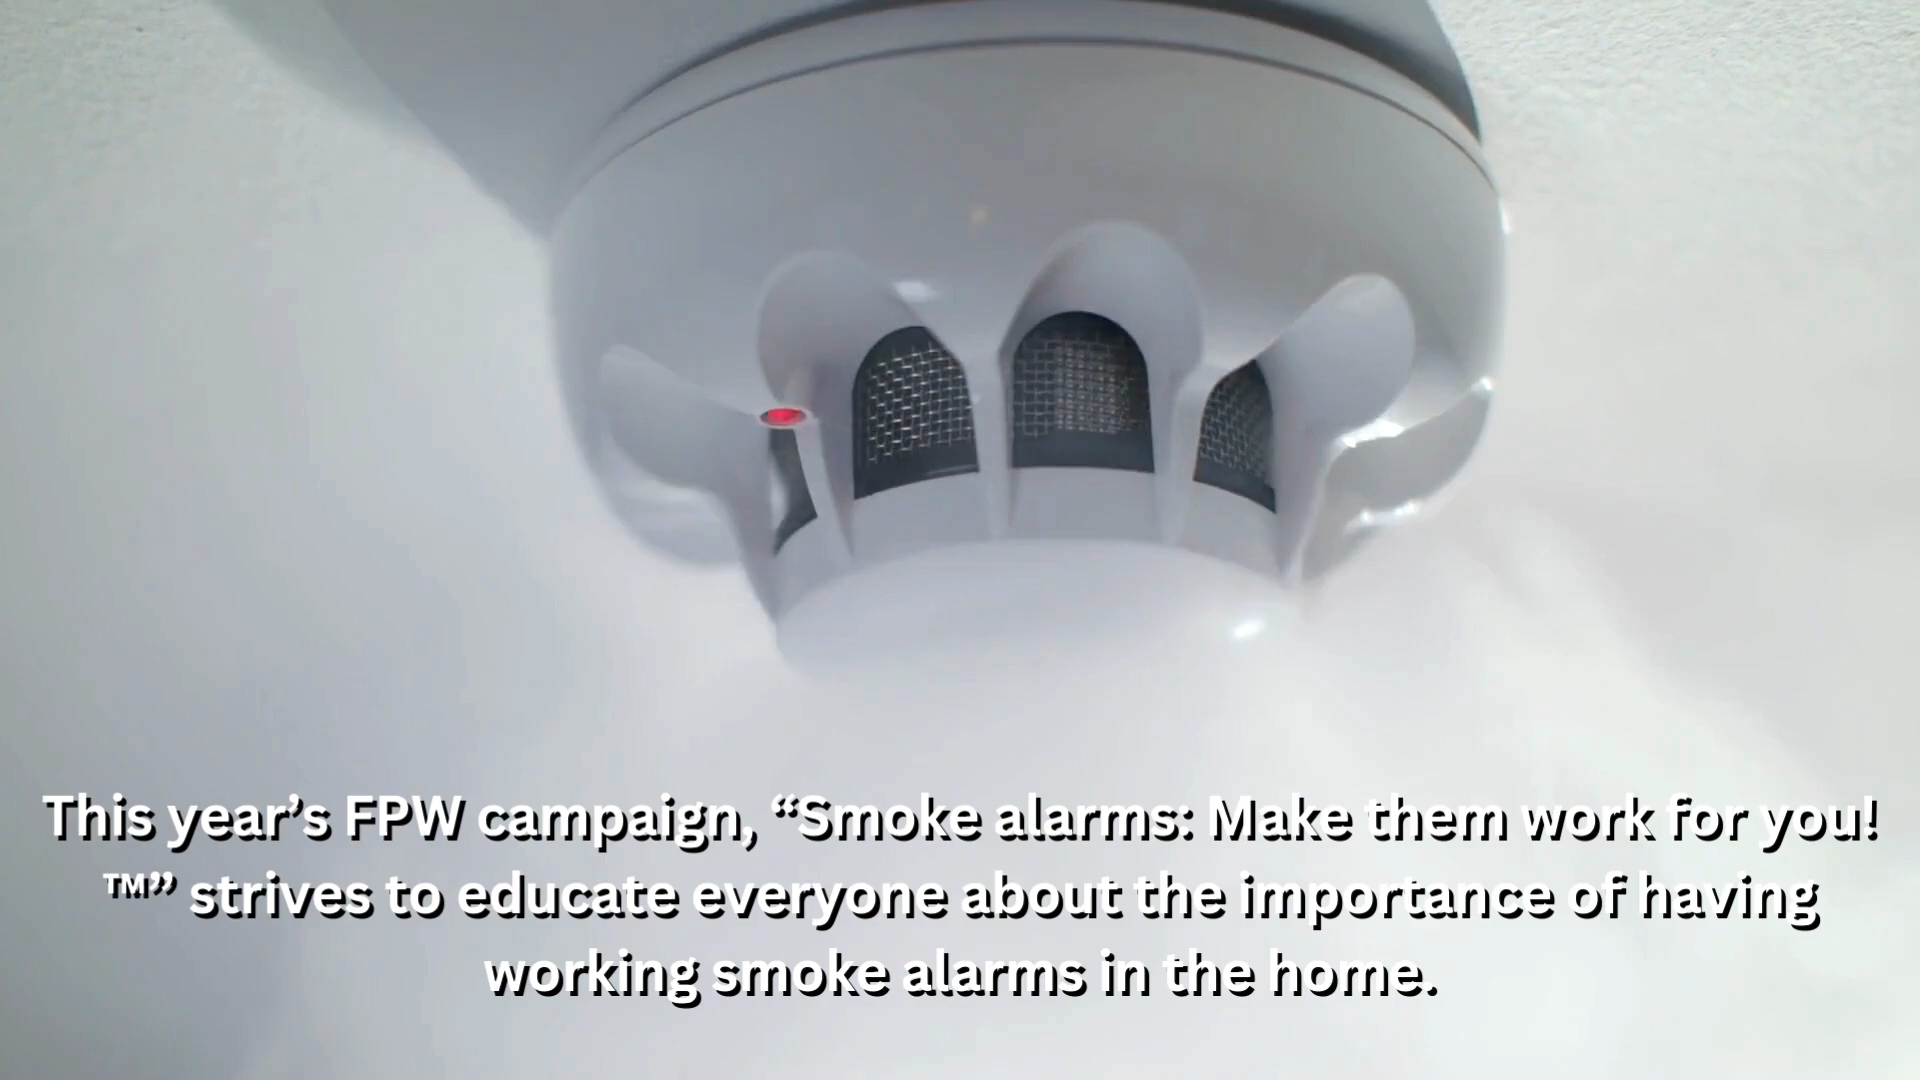 This year’s FPW campaign, “Smoke alarms: Make them work for you!
™” strives to educate everyone about the importance of having
working smoke alarms in the home.